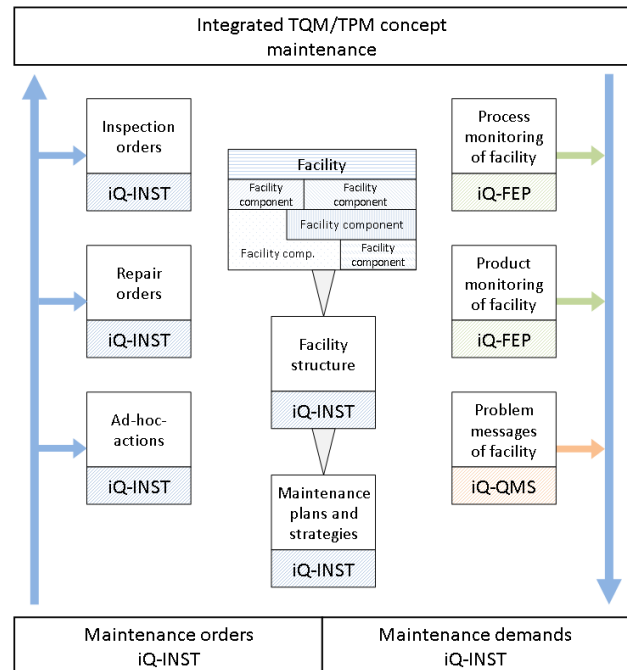 Integrated TQM/TPM concept
maintenance
Inspection
orders
iQ-INST
Repair
orders
iQ-INST
Ad-hoc-
actions
iQ-INST
Facility
Facility
component
Facility
component
Facility component
Facility comp.
Facility
component
Facility
structure
iQ-INST
Maintenance
plans and
strategies
iQ-INST
Process
monitoring
of facility
iQ-FEP
Product
monitoring
of facility
iQ-FEP
Problem
messages
of facility
iQ-QMS
Maintenance orders
iQ-INST
Maintenance demands
iQ-INST